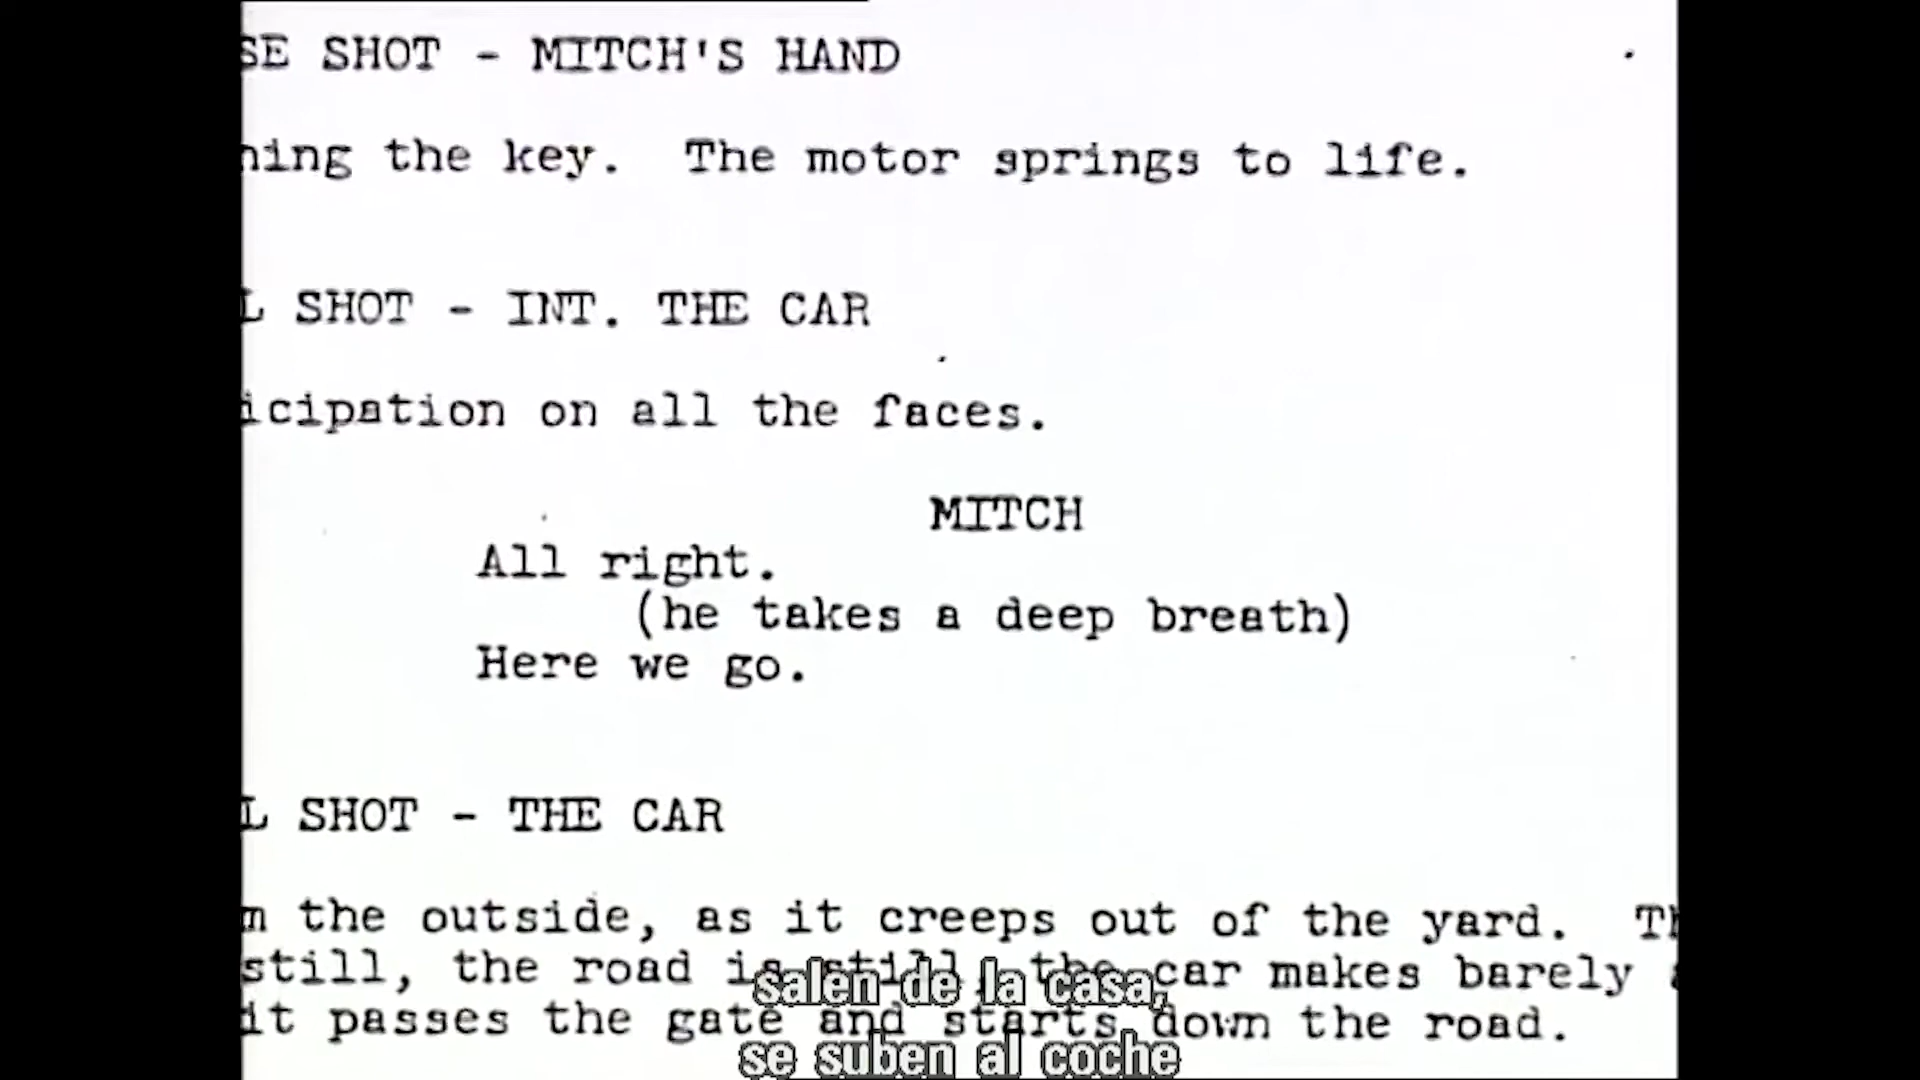 SE SHOT - MITCH'S HAND
ning the key. The motor springs to life.
L SHOT - INT. THE CAR
icipation on all the faces.
MITCH
All right.
(he takes a deep breath)
Here we go.
L SHOT - THE CAR
m the outside, as it creeps out of the yard. Th
still, the road is still, the car makes barely
it passes the gate and starts down the road.
salen de la casa,
se suben al coche